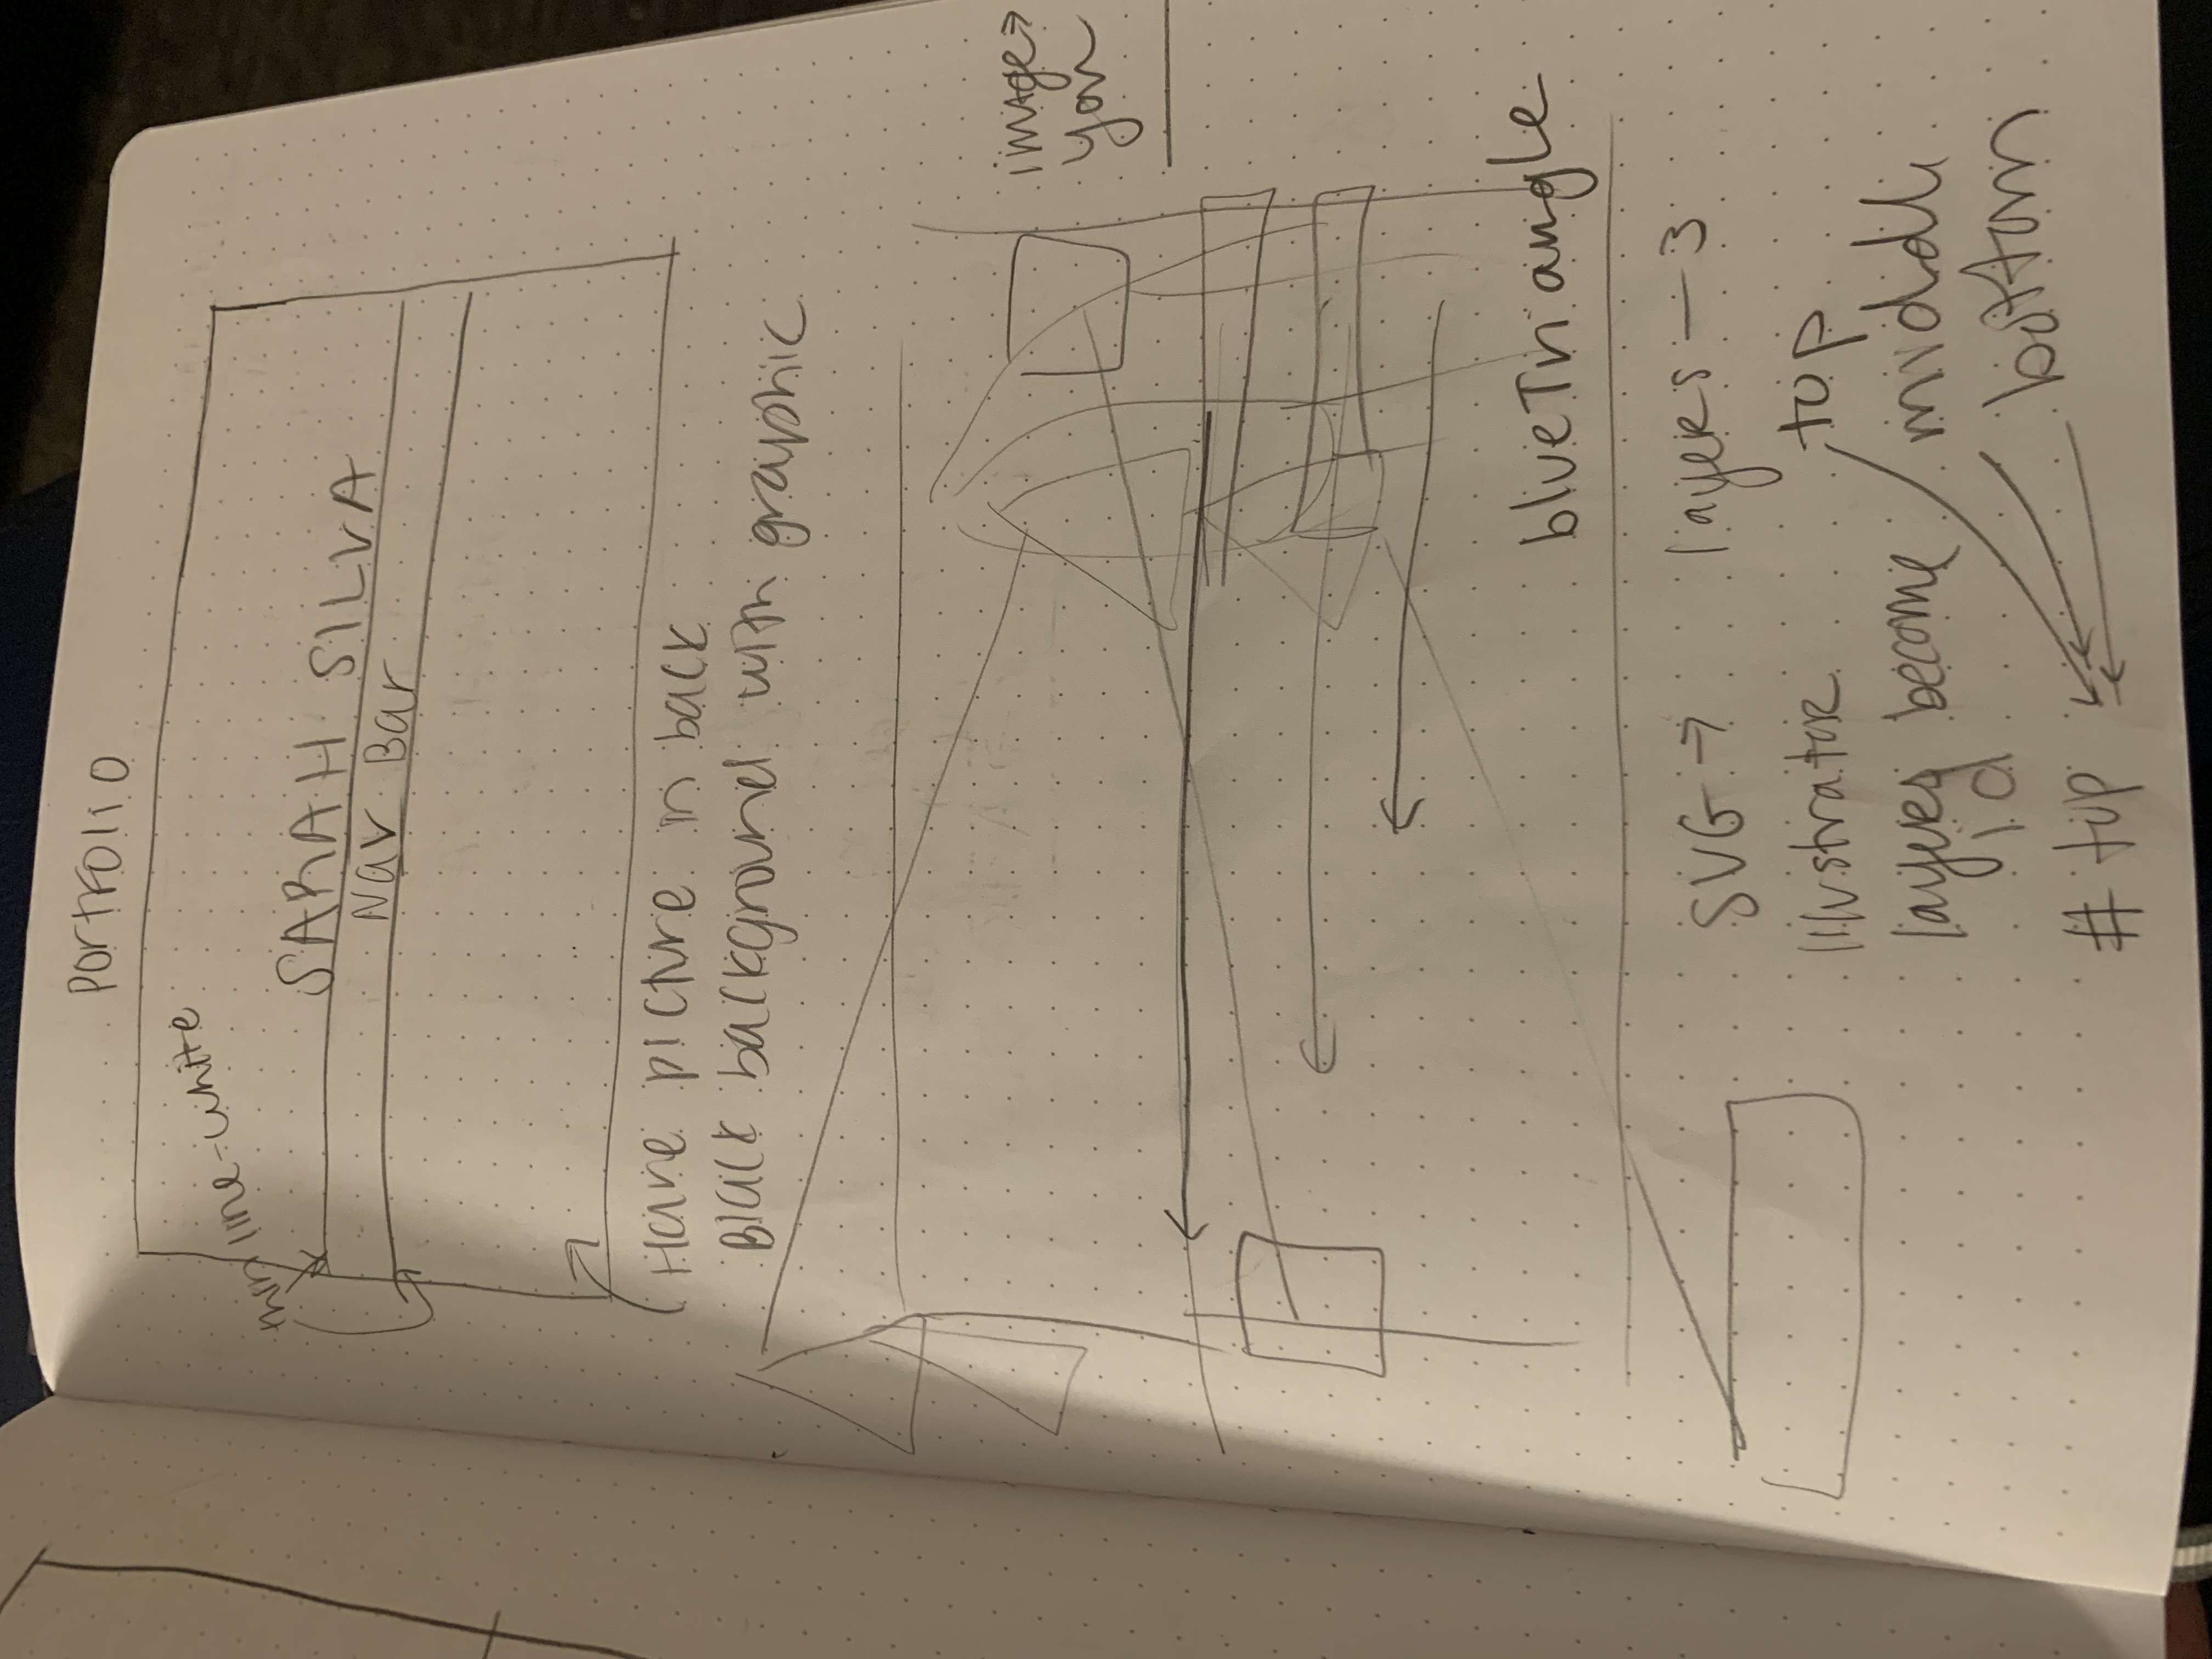 Portfolio
thin line-white
SARAH SILVA
Nav Bar
Have picture in back
Black background with graphic
image→
you
blueTriangle
SVG → layers — 3
Illustrator
top
layers become
middle
id
bottom
# top